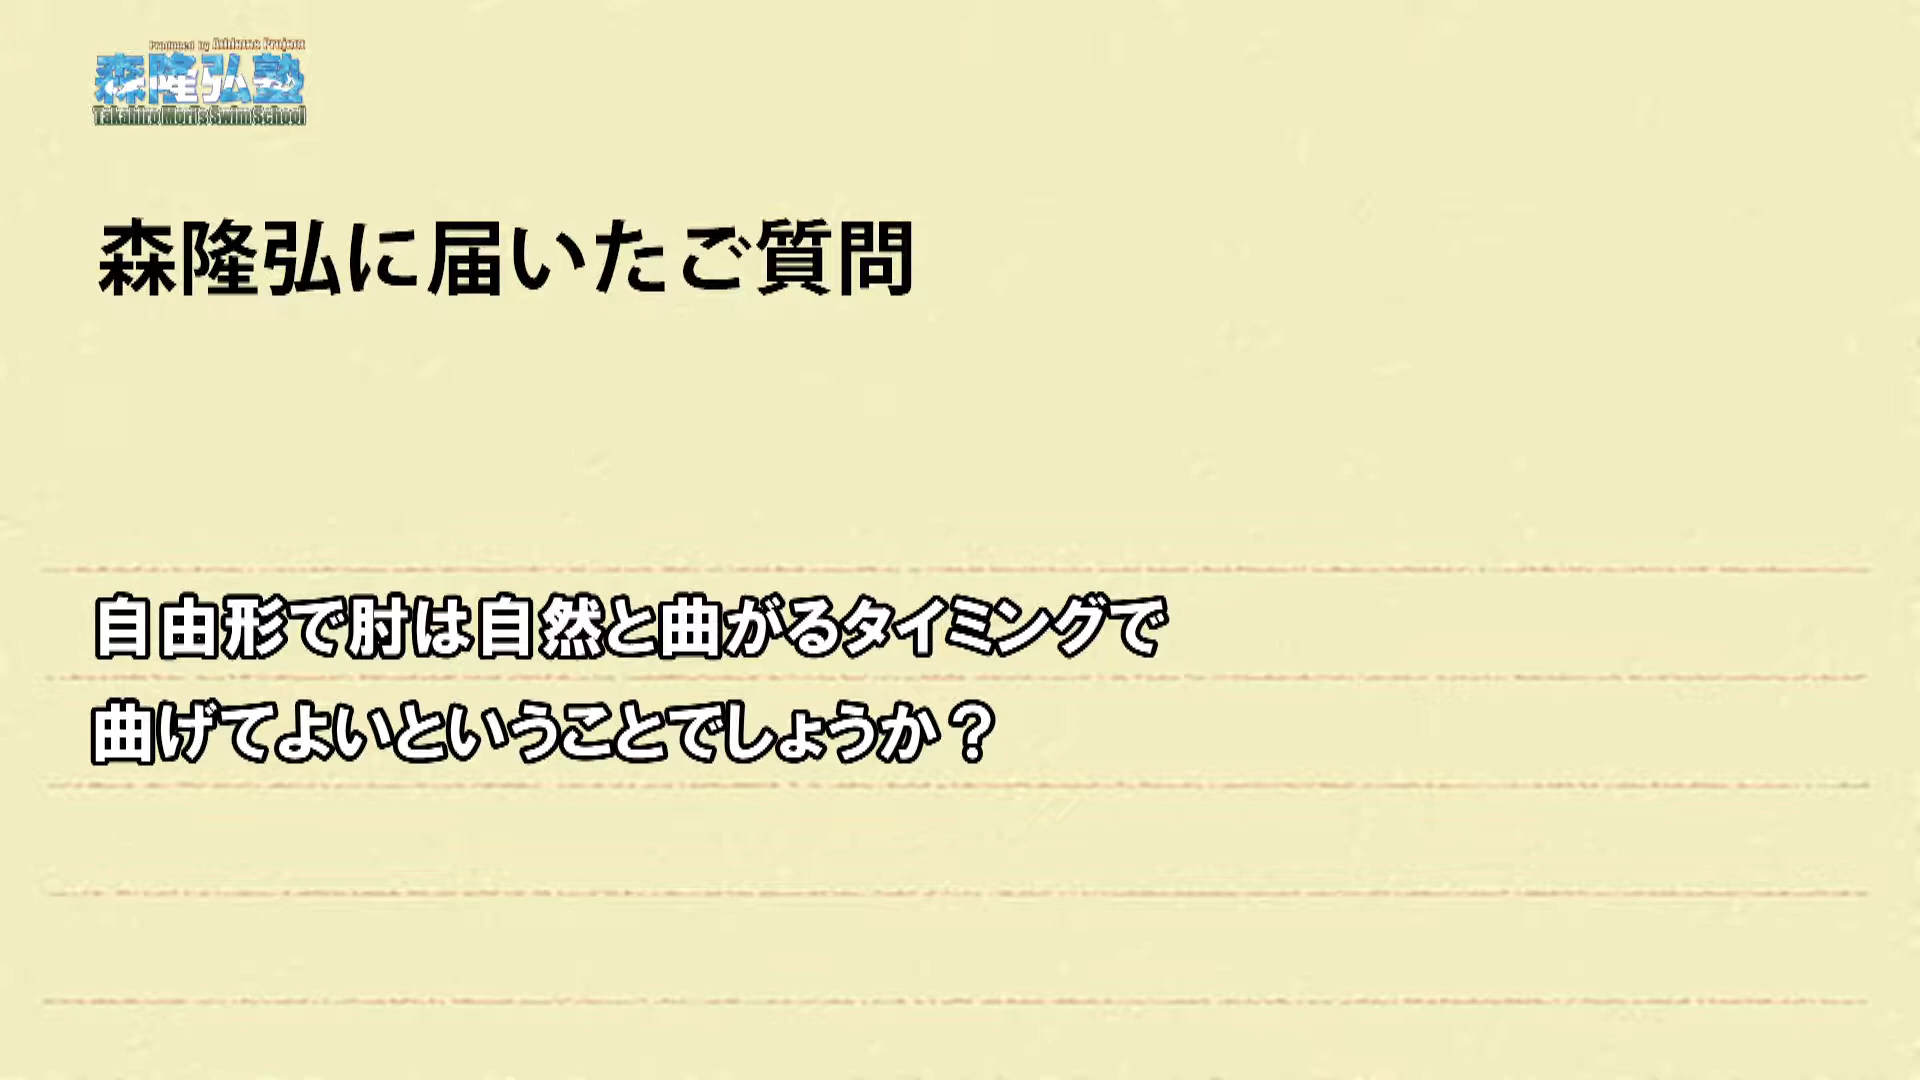 Produced by Athletes Project
森隆弘塾
Takahiro Mori's Swim School
森隆弘に届いたご質問
自由形で肘は自然と曲がるタイミングで
曲げてよいということでしょうか？